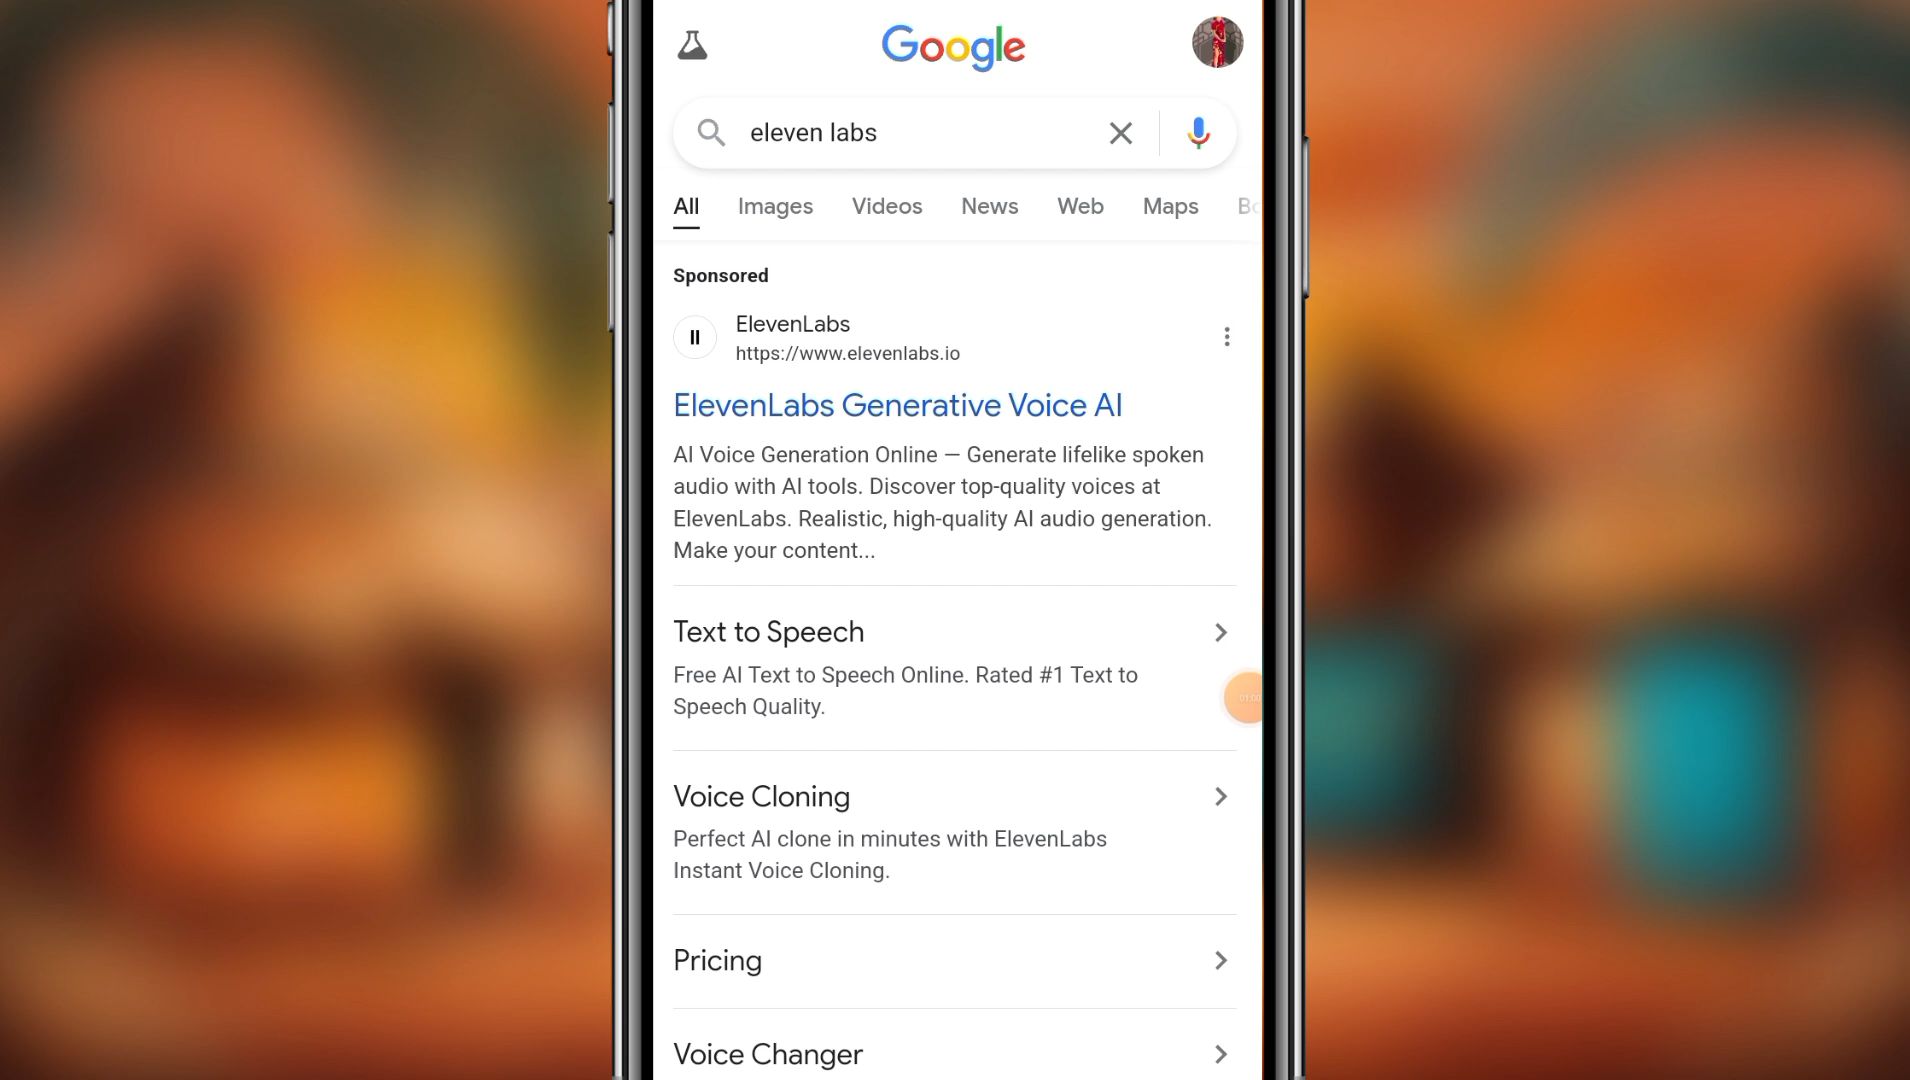 Google
eleven labs
All Images Videos News Web Maps Bo
Sponsored
ElevenLabs
https://www.elevenlabs.io
ElevenLabs Generative Voice AI
AI Voice Generation Online — Generate lifelike spoken
audio with AI tools. Discover top-quality voices at
ElevenLabs. Realistic, high-quality AI audio generation.
Make your content...
Text to Speech
Free AI Text to Speech Online. Rated #1 Text to
Speech Quality.
01:00
Voice Cloning
Perfect AI clone in minutes with ElevenLabs
Instant Voice Cloning.
Pricing
Voice Changer